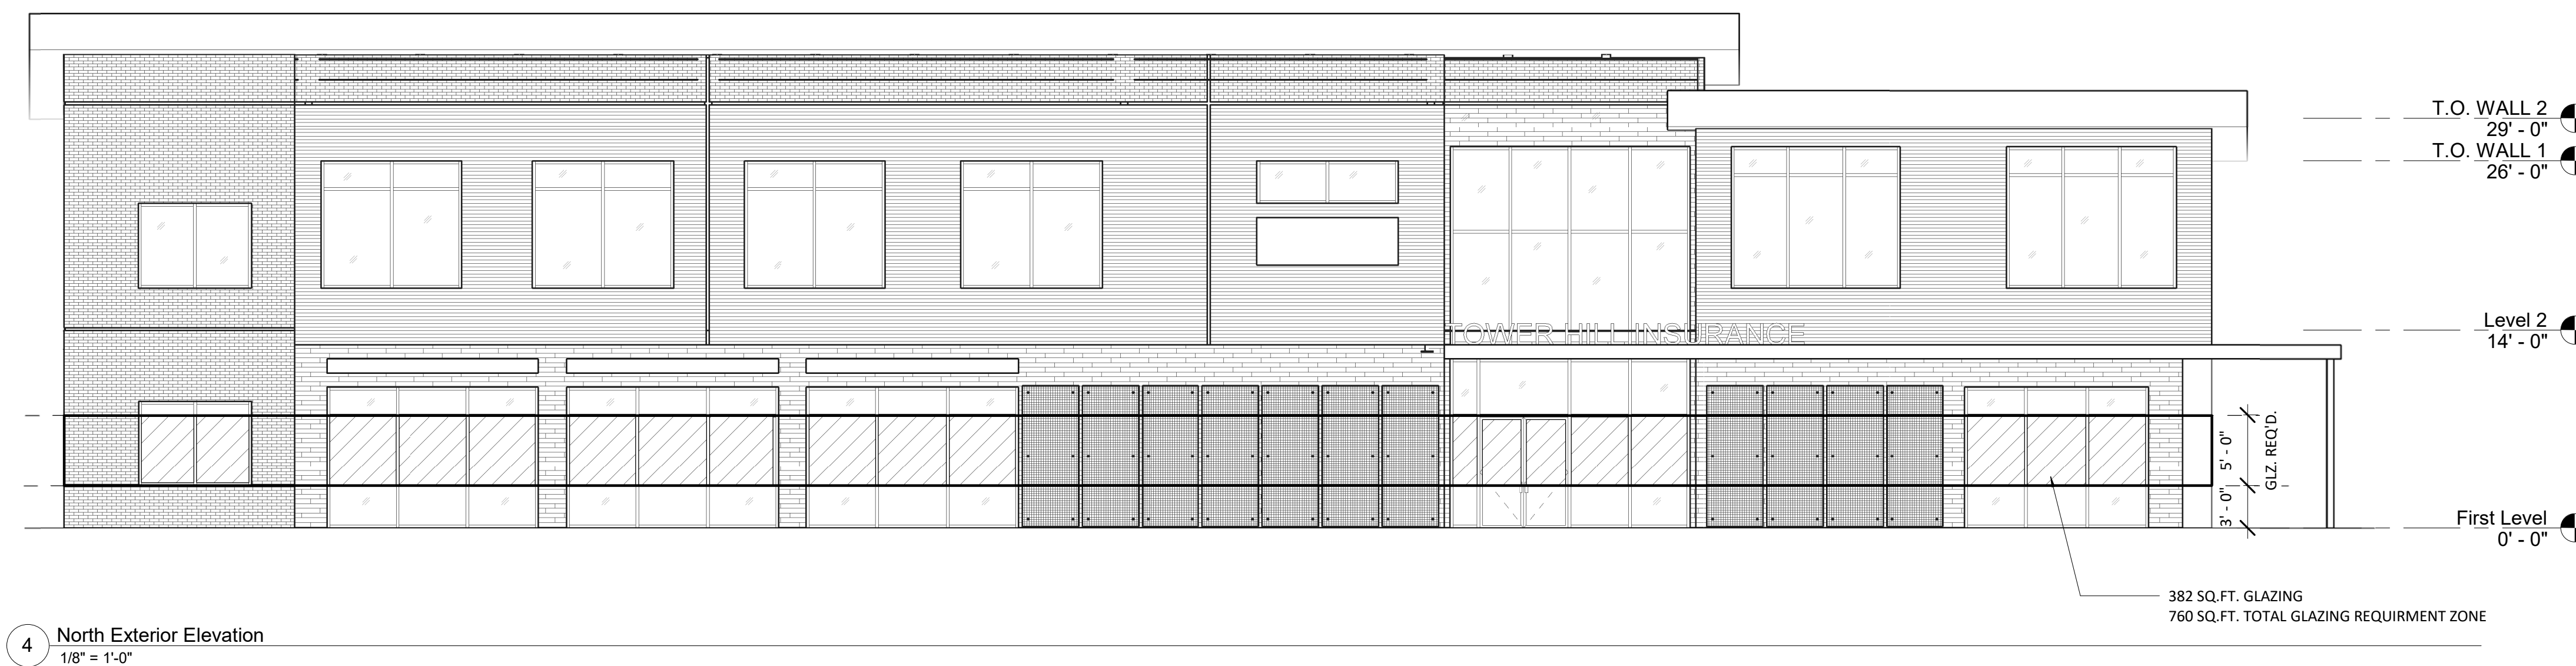 T.O. WALL 2
29' - 0"
T.O. WALL 1
26' - 0"
TOWER HILL INSURANCE
Level 2
14' - 0"
5' - 0"
GLZ. REQ'D.
3' - 0"
First Level
0' - 0"
382 SQ.FT. GLAZING
760 SQ.FT. TOTAL GLAZING REQUIRMENT ZONE
4
North Exterior Elevation
1/8" = 1'-0"